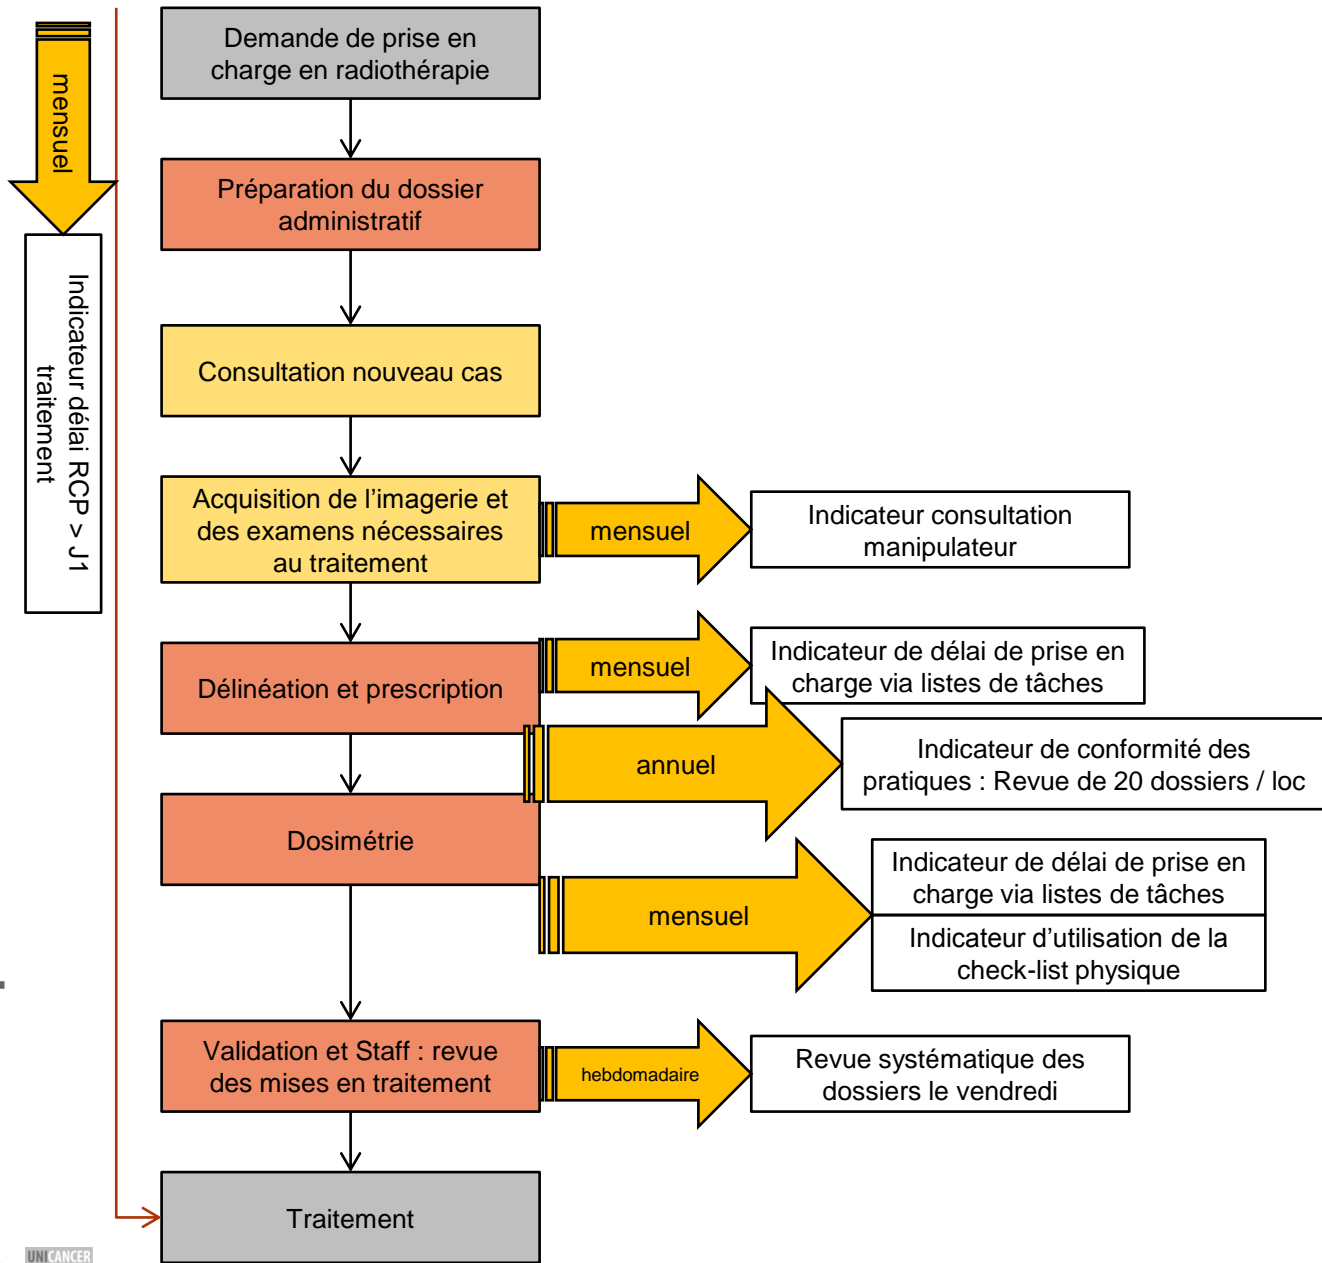 Demande de prise en
charge en radiothérapie
mensuel
Préparation du dossier
administratif
Indicateur délai RCP > J1
traitement
Consultation nouveau cas
Acquisition de l’imagerie et
des examens nécessaires
au traitement
mensuel
Indicateur consultation
manipulateur
Délinéation et prescription
mensuel
Indicateur de délai de prise en
charge via listes de tâches
annuel
Indicateur de conformité des
pratiques : Revue de 20 dossiers / loc
Dosimétrie
mensuel
Indicateur de délai de prise en
charge via listes de tâches
Indicateur d’utilisation de la
check-list physique
Validation et Staff : revue
des mises en traitement
hebdomadaire
Revue systématique des
dossiers le vendredi
Traitement
UNICANCER